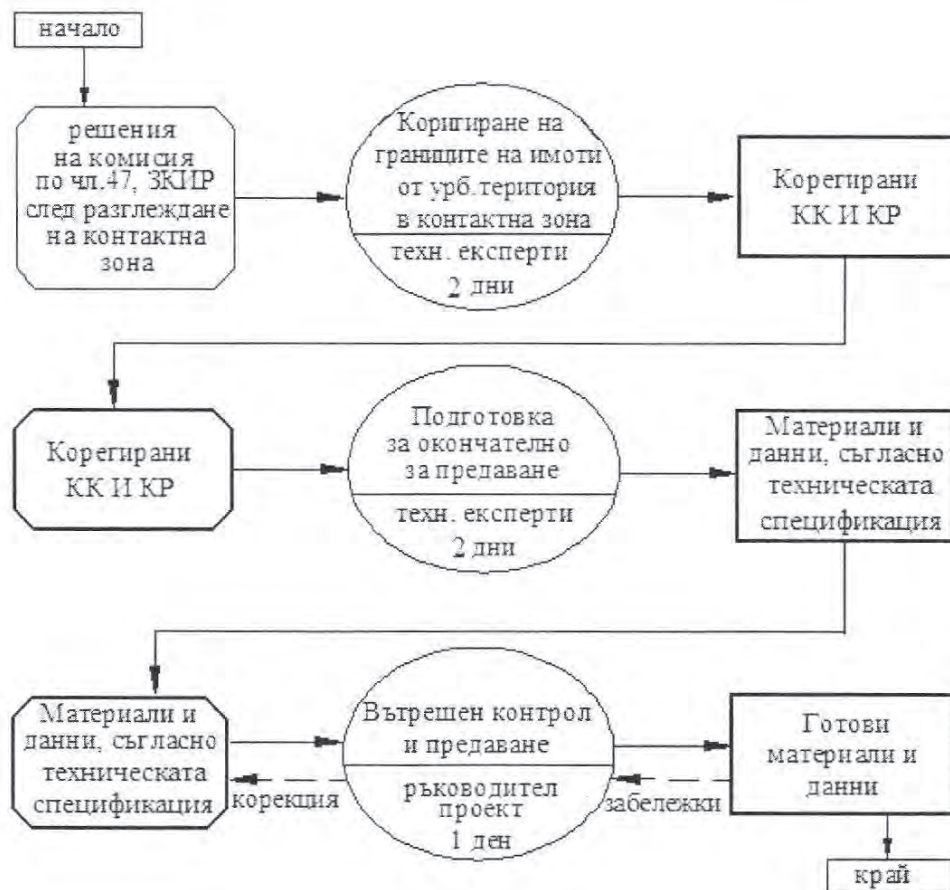 начало
решения
на комисия
по чл.47, ЗКИР
след разглеждане
на контактна
зона
Коригиране на
границите на имоти
от урб.територия
в контактна зона
техн. експерти
2 дни
Корегирани
КК И КР
Корегирани
КК И КР
Подготовка
за окончателно
за предаване
техн. експерти
2 дни
Материали и
данни, съгласно
техническата
спецификация
Материали и
данни, съгласно
техническата
спецификация
корекция
Вътрешен контрол
и предаване
ръководител
проект
1 ден
забележки
Готови
материали и
данни
край